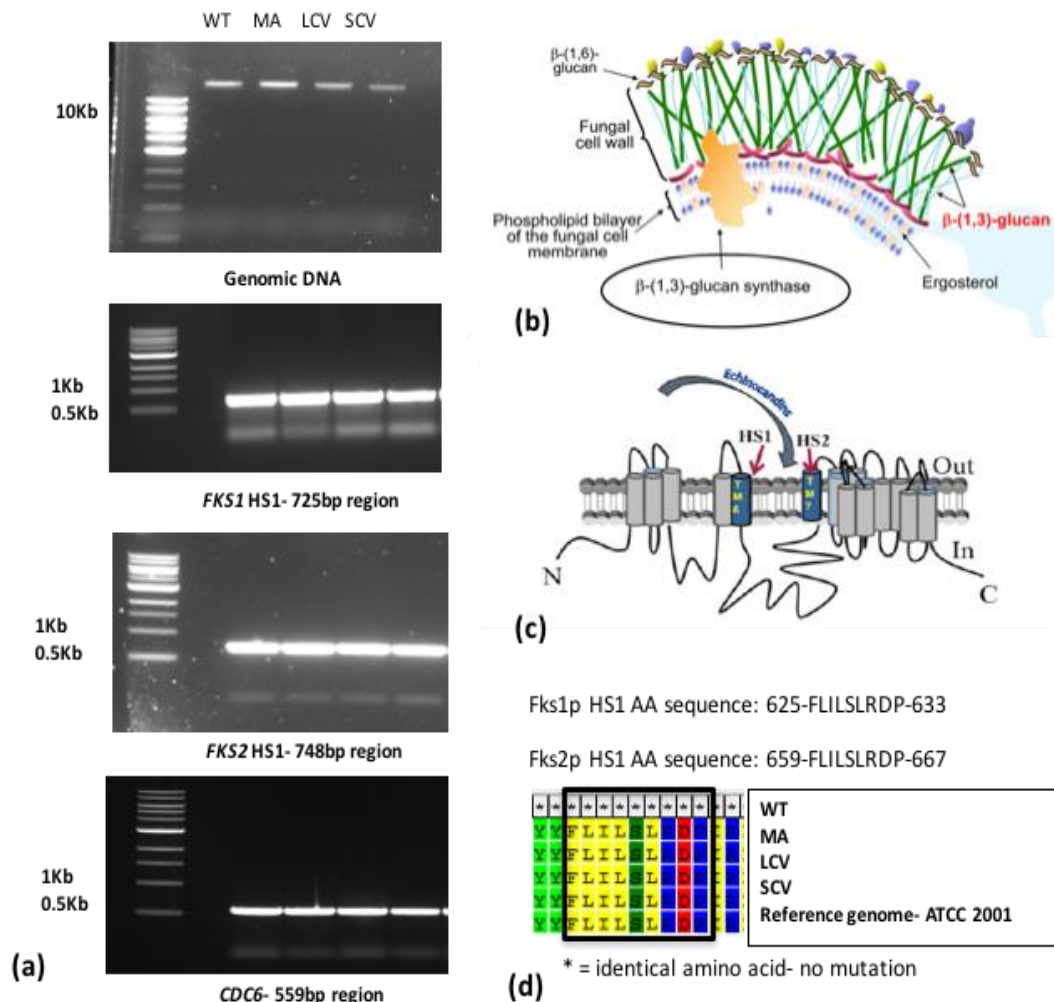 WT MA LCV SCV
10Kb
Genomic DNA
1Kb
0.5Kb
FKS1 HS1- 725bp region
1Kb
0.5Kb
FKS2 HS1- 748bp region
1Kb
0.5Kb
(a)
CDC6- 559bp region
β-(1,6)-
glucan
Fungal
cell wall
β-(1,3)-glucan
Phospholipid bilayer
of the fungal cell
membrane
Ergosterol
β-(1,3)-glucan synthase
(b)
Echinocandins
HS1
HS2
Out
TM6
TM7
In
N
C
(c)
Fks1p HS1 AA sequence: 625-FLILSLRDP-633
Fks2p HS1 AA sequence: 659-FLILSLRDP-667
* * * * * * * * * * * * *
Y Y F L I L S L R D P I R
Y Y F L I L S L R D P I R
Y Y F L I L S L R D P I R
Y Y F L I L S L R D P I R
Y Y F L I L S L R D P I R
WT
MA
LCV
SCV
Reference genome- ATCC 2001
* = identical amino acid- no mutation
(d)